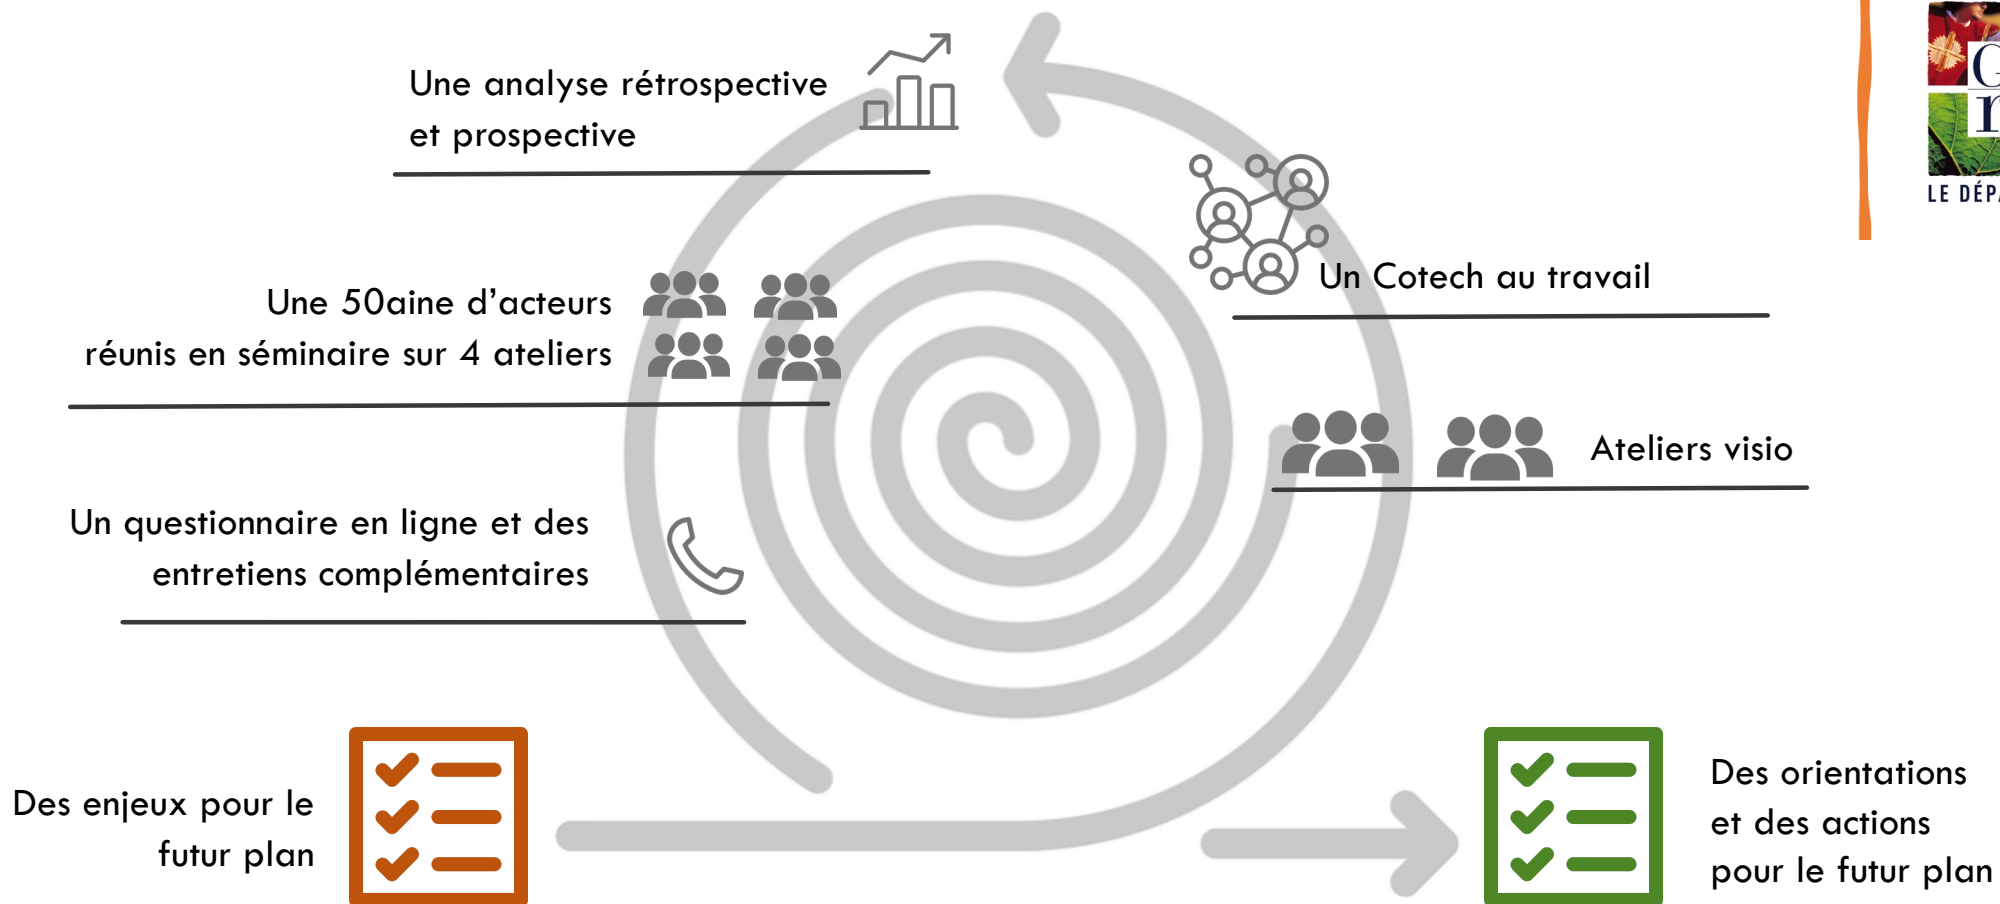 Une analyse rétrospective
et prospective
Une 50aine d'acteurs
réunis en séminaire sur 4 ateliers
Un questionnaire en ligne et des
entretiens complémentaires
Des enjeux pour le
futur plan
Un Cotech au travail
Ateliers visio
Des orientations
et des actions
pour le futur plan
LE